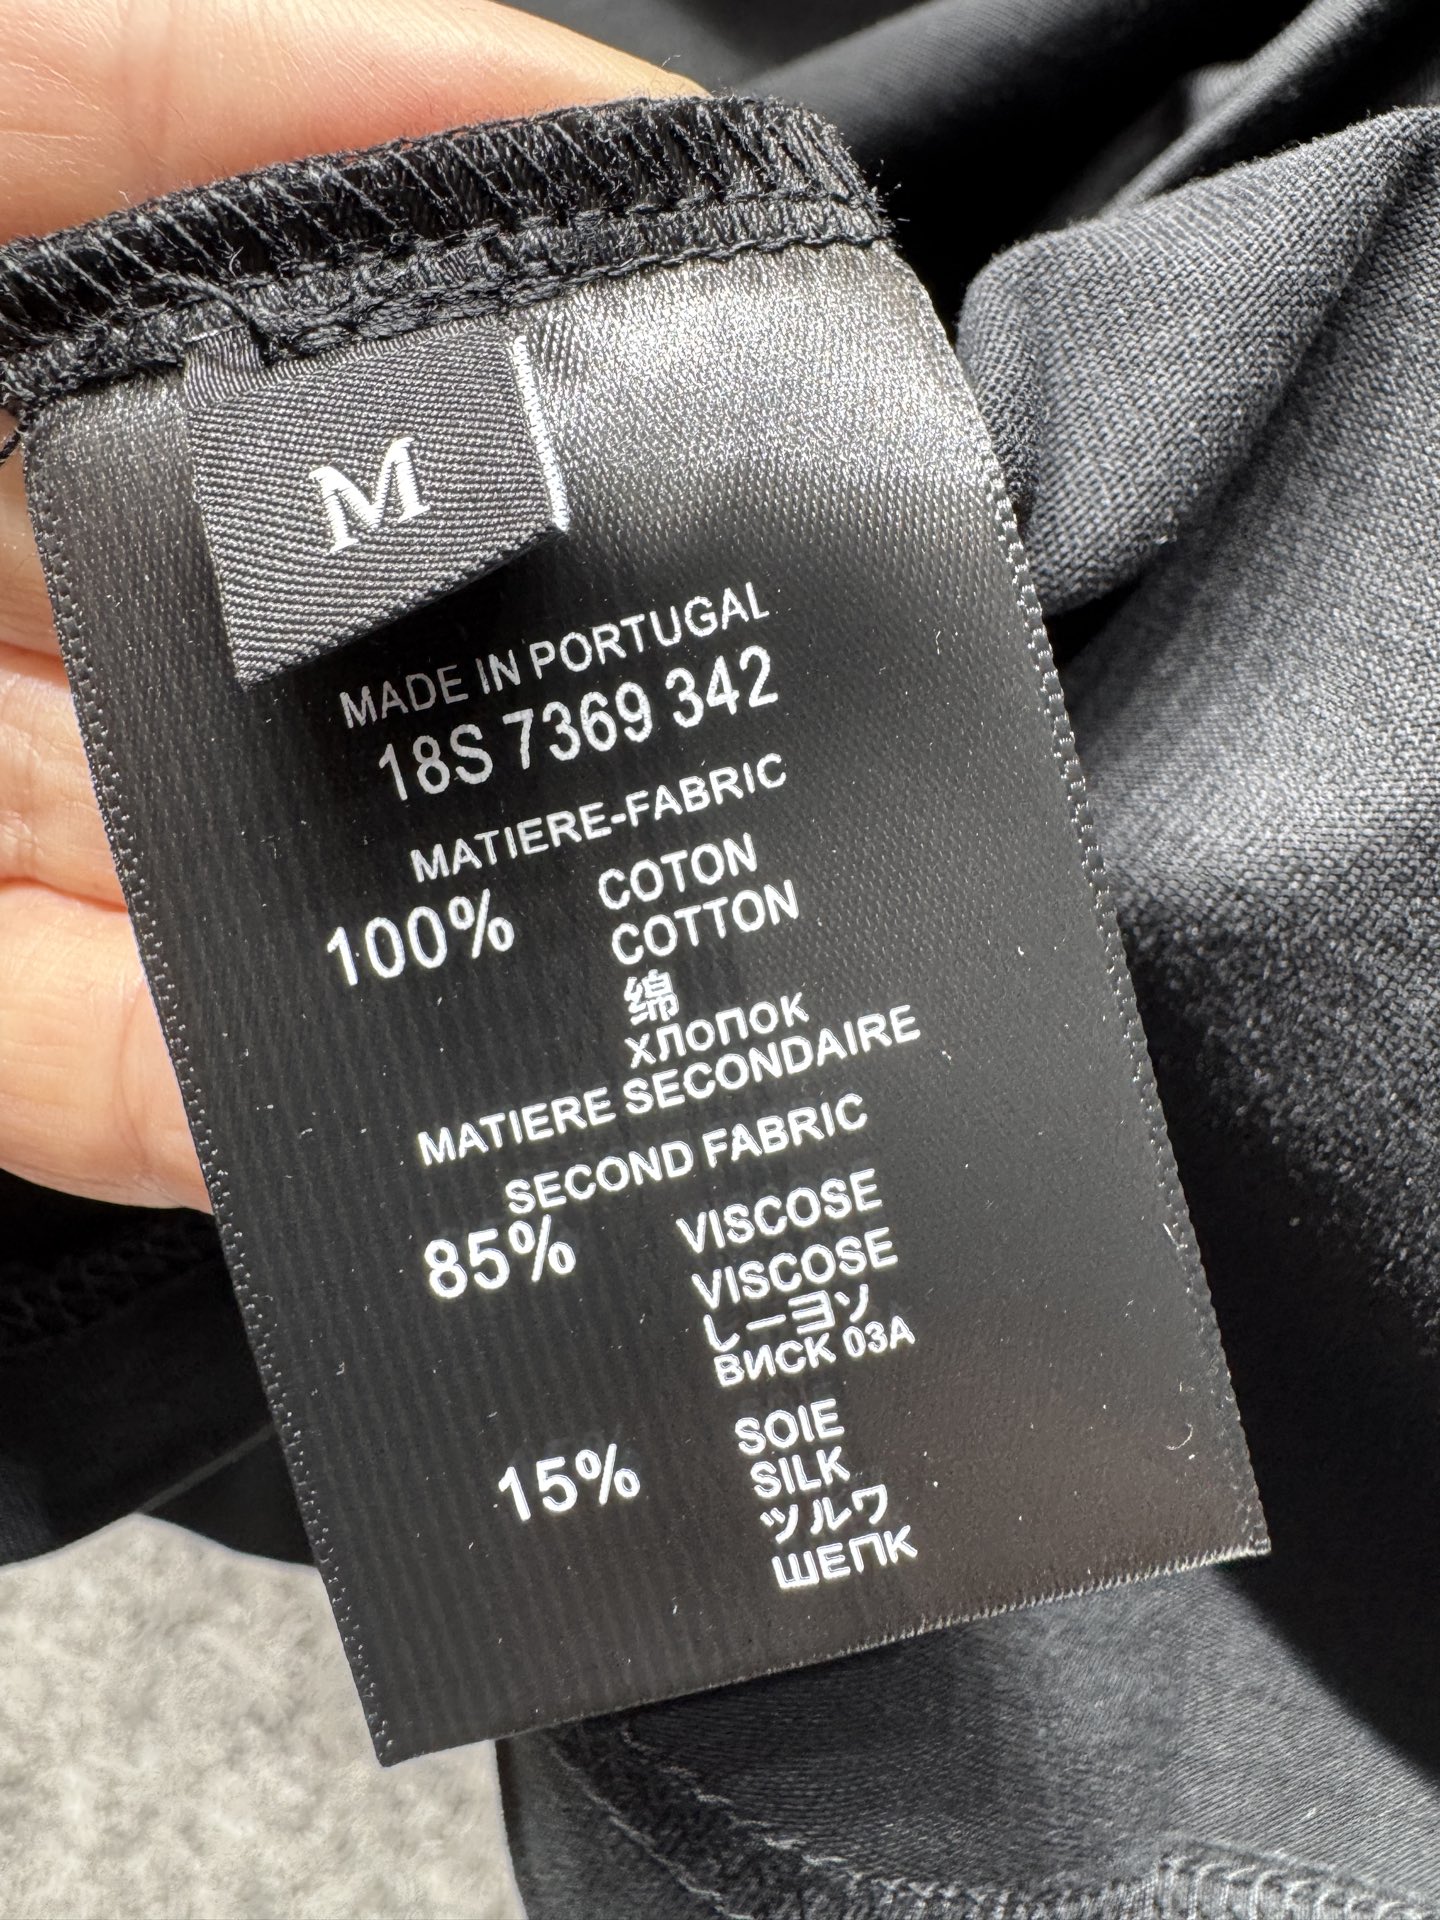 M
MADE IN PORTUGAL
18S 7369 342
MATIERE-FABRIC
100% COTON
COTTON
绵
хлопок
MATIERE SECONDAIRE
SECOND FABRIC
85% VISCOSE
VISCOSE
レーヨソ
ВИСК 03А
15% SOIE
SILK
ツルワ
ШЕПК